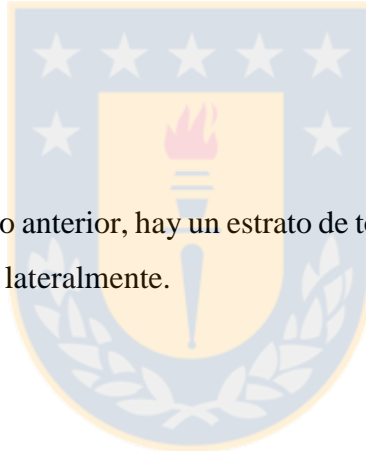 o anterior, hay un estrato de
lateralmente.